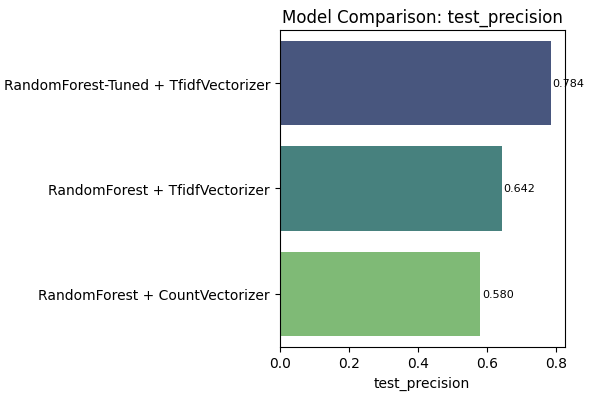 Model Comparison: test_precision
RandomForest-Tuned + TfidfVectorizer
0.784
RandomForest + TfidfVectorizer
0.642
RandomForest + CountVectorizer
0.580
0.0 0.2 0.4 0.6 0.8
test_precision